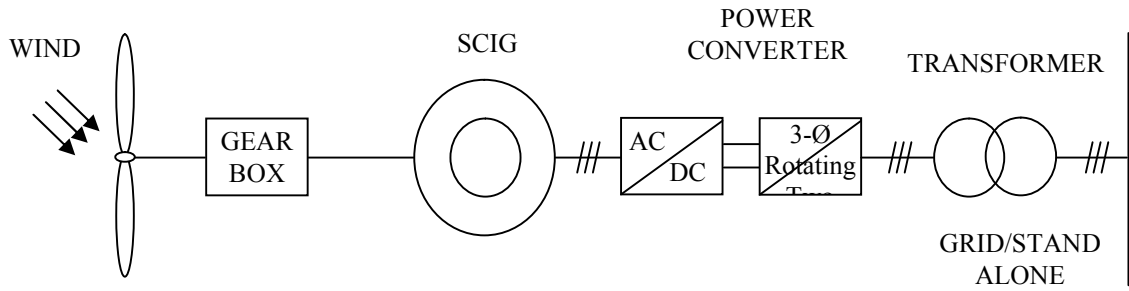 WIND
GEAR
BOX
SCIG
AC
DC
POWER
CONVERTER
3-Ø
Rotating
TRANSFORMER
GRID/STAND
ALONE